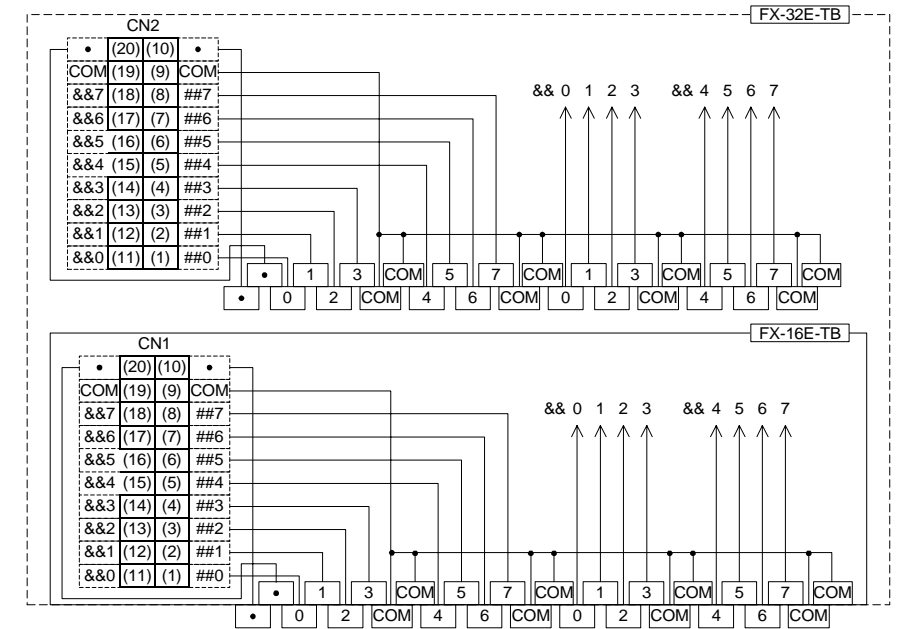 FX-32E-TB
CN2
• (20) (10) •
COM (19) (9) COM
&&7 (18) (8) ##7
&&6 (17) (7) ##6
&&5 (16) (6) ##5
&&4 (15) (5) ##4
&&3 (14) (4) ##3
&&2 (13) (3) ##2
&&1 (12) (2) ##1
&&0 (11) (1) ##0
&& 0 1 2 3 && 4 5 6 7
• 1 3 COM 5 7 COM 1 3 COM 5 7 COM
• 0 2 COM 4 6 COM 0 2 COM 4 6 COM
FX-16E-TB
CN1
• (20) (10) •
COM (19) (9) COM
&&7 (18) (8) ##7
&&6 (17) (7) ##6
&&5 (16) (6) ##5
&&4 (15) (5) ##4
&&3 (14) (4) ##3
&&2 (13) (3) ##2
&&1 (12) (2) ##1
&&0 (11) (1) ##0
&& 0 1 2 3 && 4 5 6 7
• 1 3 COM 5 7 COM 1 3 COM 5 7 COM
• 0 2 COM 4 6 COM 0 2 COM 4 6 COM